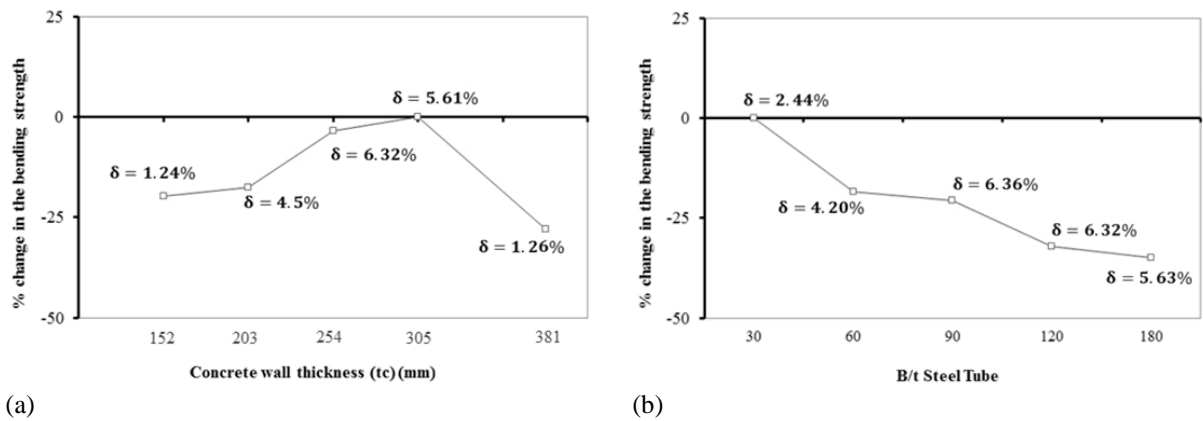 25
0
-25
-50
% change in the bending strength
δ = 1.24%
δ = 4.5%
δ = 6.32%
δ = 5.61%
δ = 1.26%
152 203 254 305 381
Concrete wall thickness (tc) (mm)
(a)
25
0
-25
-50
% change in the bending strength
δ = 2.44%
δ = 4.20%
δ = 6.36%
δ = 6.32%
δ = 5.63%
30 60 90 120 180
B/t Steel Tube
(b)